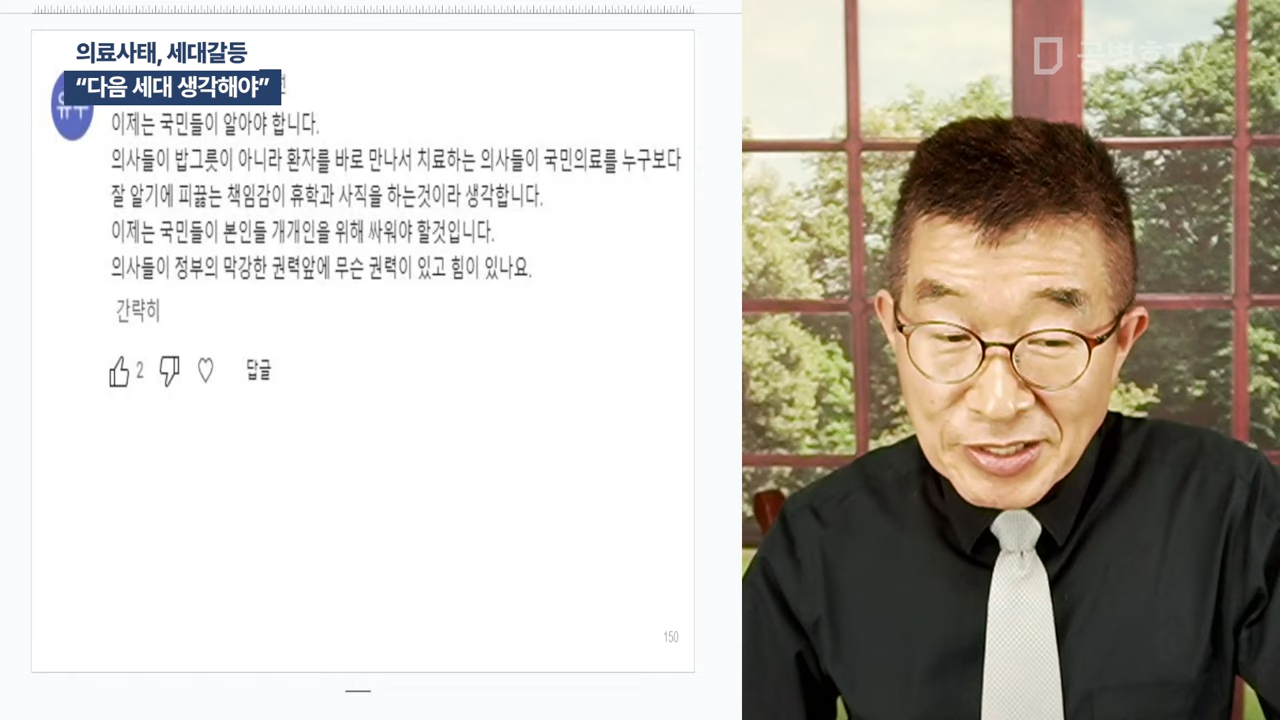 의료사태, 세대갈등
“다음 세대 생각해야”
이제는 국민들이 알아야 합니다.
의사들이 밥그릇이 아니라 환자를 바로 만나서 치료하는 의사들이 국민의료를 누구보다
잘 알기에 피끓는 책임감이 휴학과 사직을 하는것이라 생각합니다.
이제는 국민들이 본인들 개개인을 위해 싸워야 할것입니다.
의사들이 정부의 막강한 권력앞에 무슨 권력이 있고 힘이 있나요.
간략히
2
답글
150
공병호TV